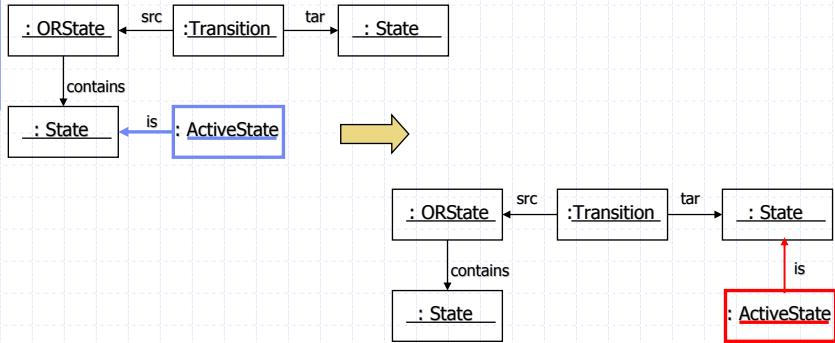 : ORState
src
:Transition
tar
: State
contains
: State
is
: ActiveState
: ORState
src
:Transition
tar
: State
contains
is
: State
: ActiveState